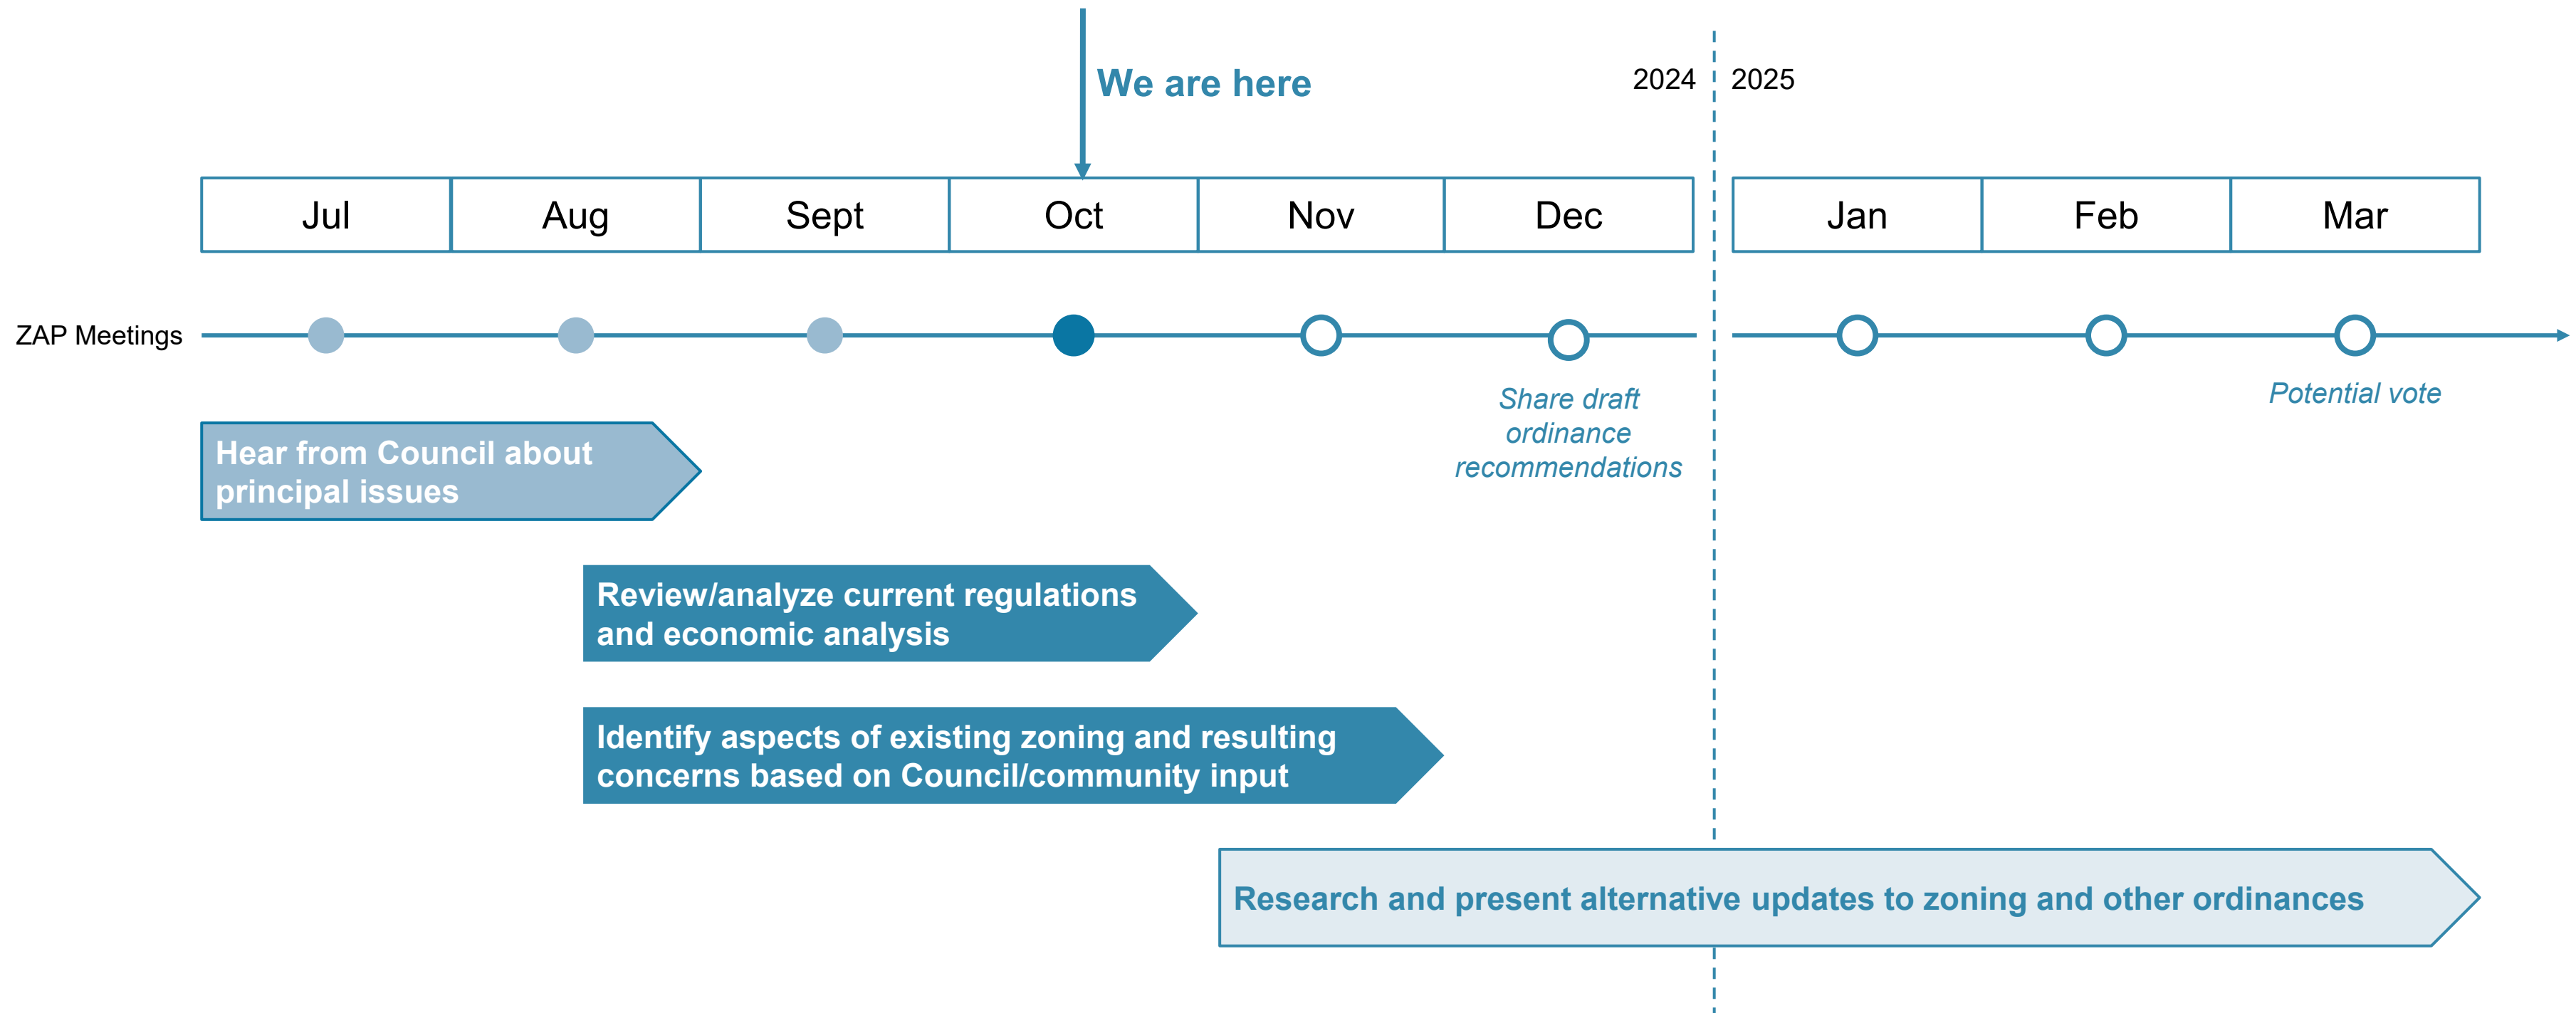 We are here
2024
2025
Jul
Aug
Sept
Oct
Nov
Dec
Jan
Feb
Mar
ZAP Meetings
Share draft
ordinance
recommendations
Potential vote
Hear from Council about
principal issues
Review/analyze current regulations
and economic analysis
Identify aspects of existing zoning and resulting
concerns based on Council/community input
Research and present alternative updates to zoning and other ordinances